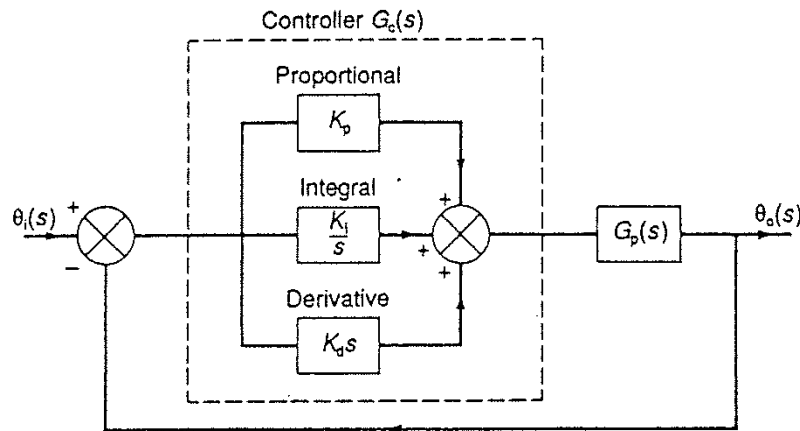 Controller G_c(s)
Proportional
K_p
Integral
θ_i(s)
+
K_i
s
+
+
+
G_p(s)
θ_o(s)
−
Derivative
K_d s